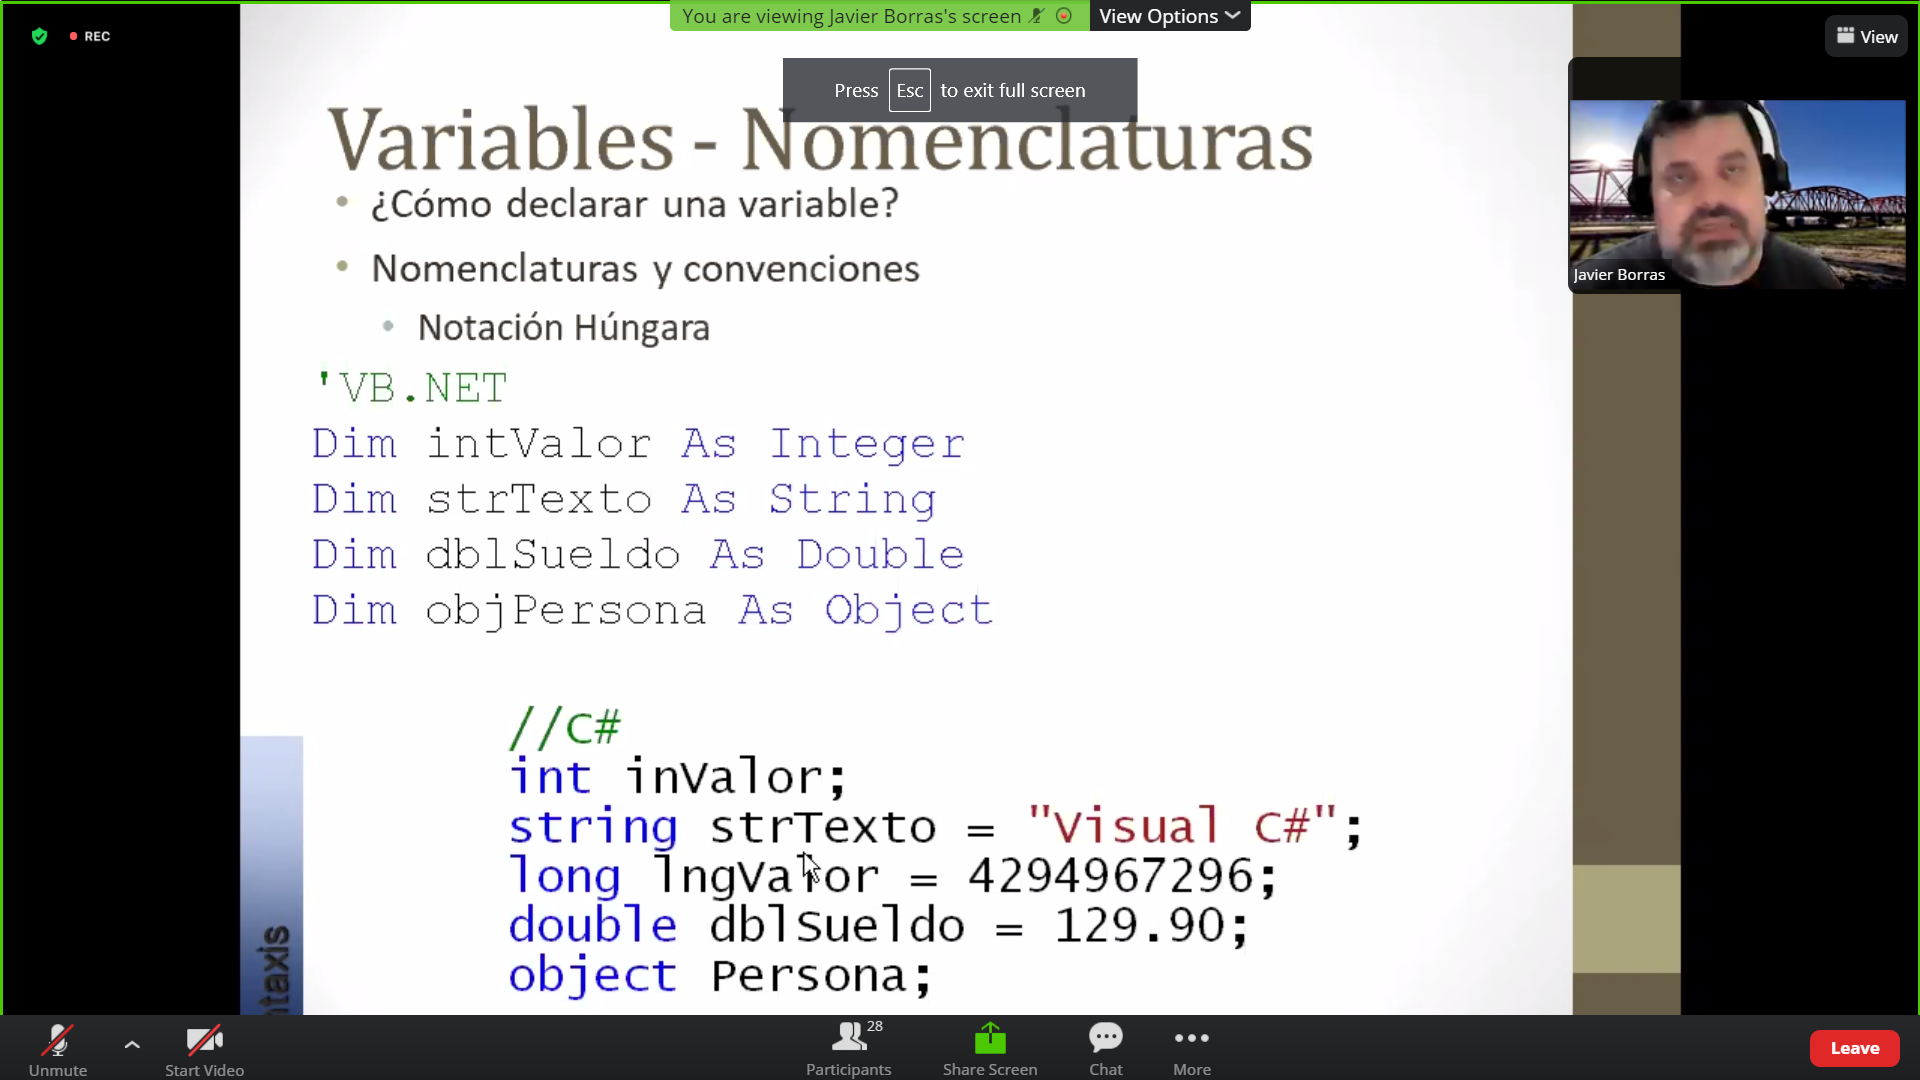 You are viewing Javier Borras's screen
View Options
REC
View
Press Esc to exit full screen
Variables - Nomenclaturas
• ¿Cómo declarar una variable?
• Nomenclaturas y convenciones
• Notación Húngara
'VB.NET
Dim intValor As Integer
Dim strTexto As String
Dim dblSueldo As Double
Dim objPersona As Object
//C#
int inValor;
string strTexto = "Visual C#";
long lngValor = 4294967296;
double dblSueldo = 129.90;
object Persona;
ntaxis
Javier Borras
Unmute
Start Video
28
Participants
Share Screen
Chat
More
Leave